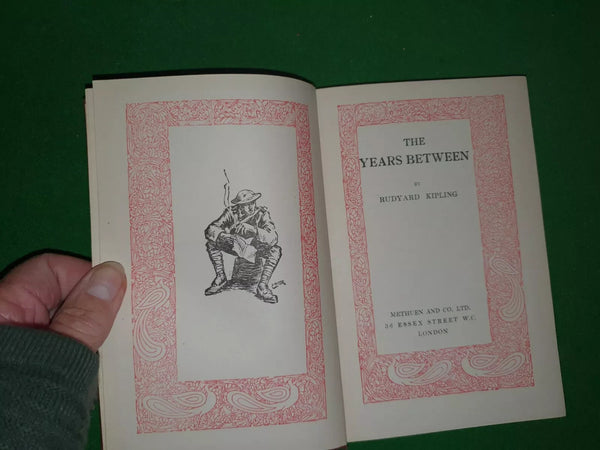 THE
YEARS BETWEEN
BY
RUDYARD KIPLING
METHUEN AND CO, LTD.
36 ESSEX STREET W.C.
LONDON